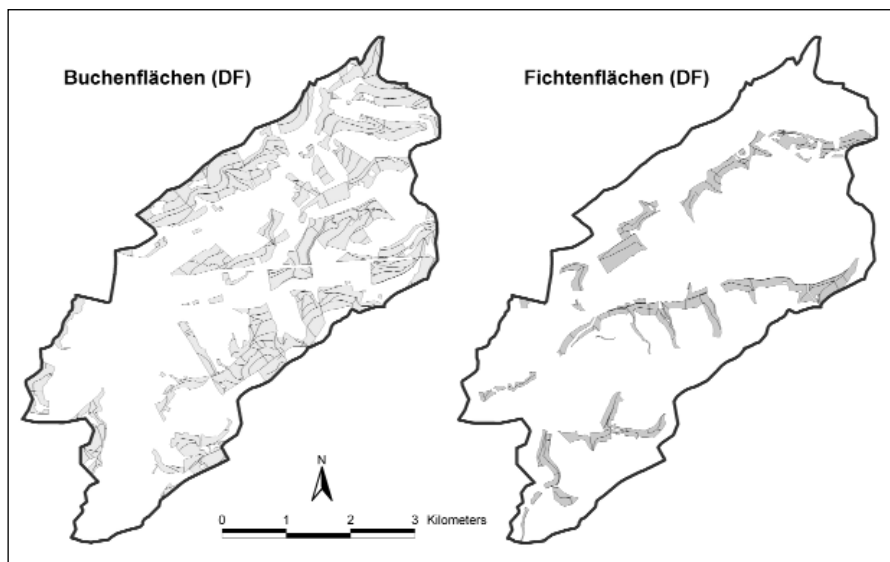 Buchenflächen (DF)
Fichtenflächen (DF)
N
0 1 2 3 Kilometers